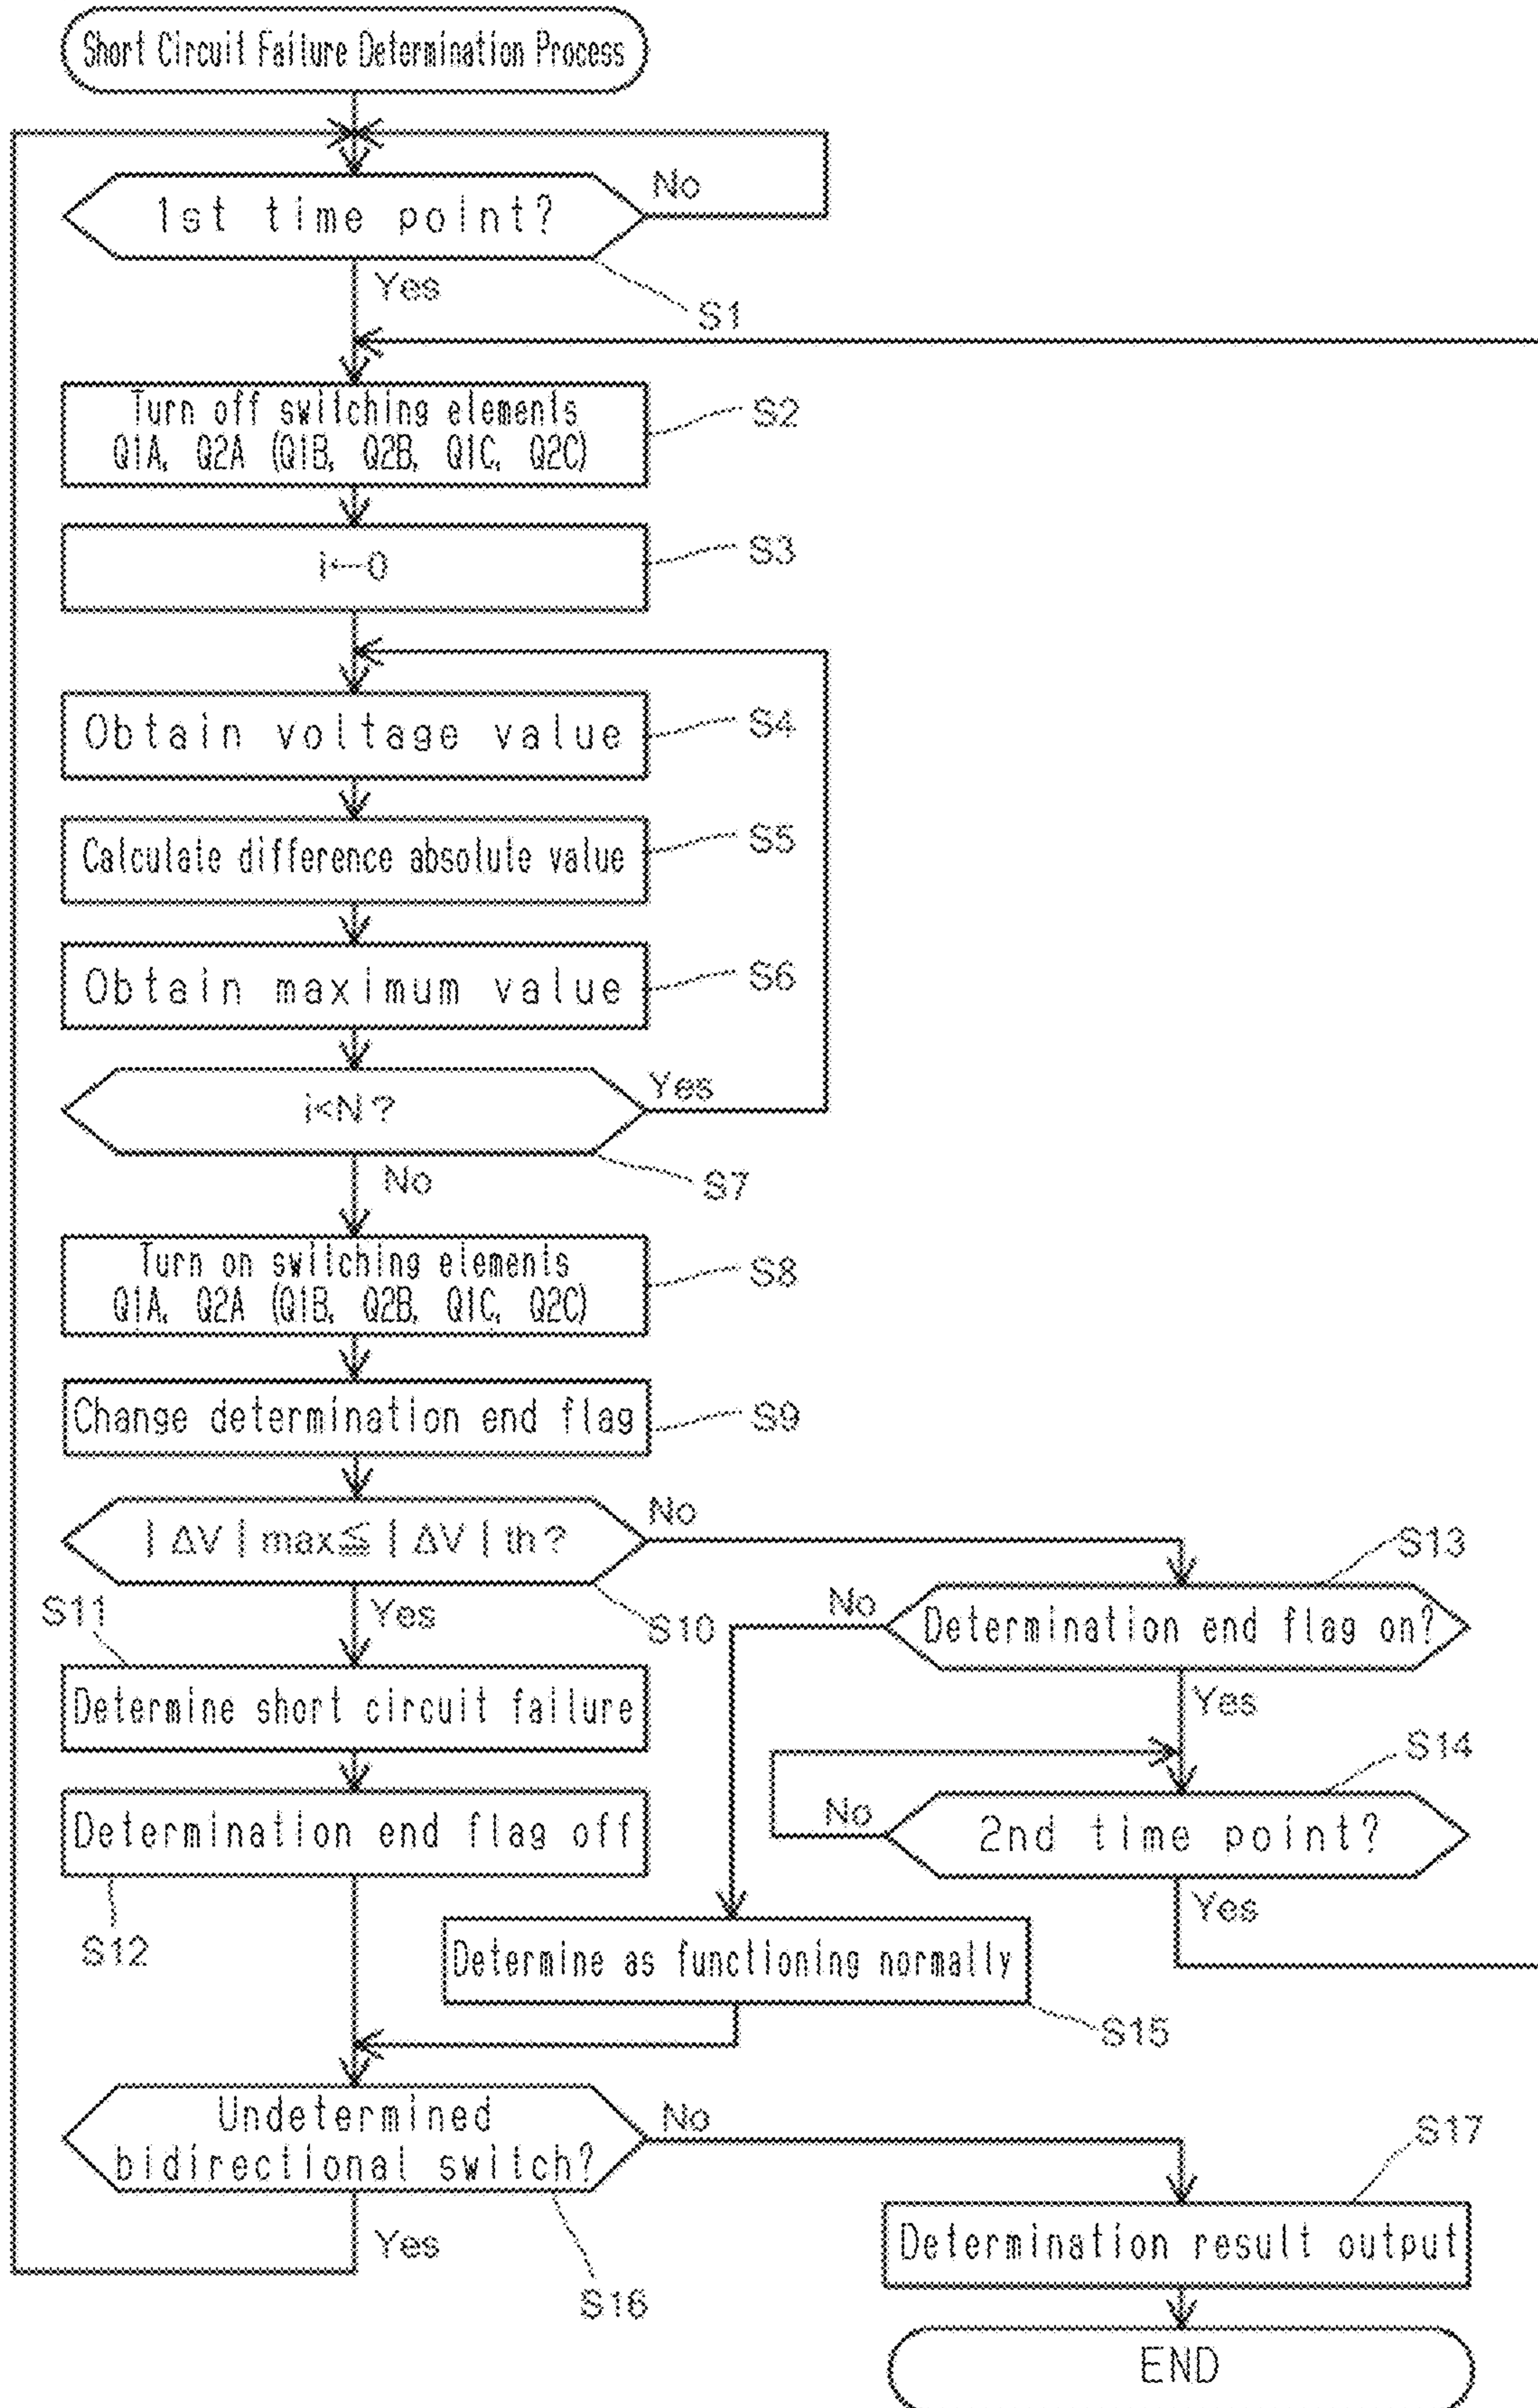 Short Circuit Failure Determination Process
No
1st time point?
Yes
S1
Turn off switching elements
Q1A, Q2A (Q1B, Q2B, Q1C, Q2C)
S2
i←0
S3
Obtain voltage value
S4
Calculate difference absolute value
S5
Obtain maximum value
S6
i<N?
Yes
S7
No
Turn on switching elements
Q1A, Q2A (Q1B, Q2B, Q1C, Q2C)
S8
Change determination end flag
S9
|ΔV|max≦|ΔV|th?
No
S10
Yes
S11
Determine short circuit failure
Determination end flag off
S12
S13
No
Determination end flag on?
Yes
S14
No
2nd time point?
Yes
Determine as functioning normally
S15
Undetermined
bidirectional switch?
No
Yes
S16
S17
Determination result output
END